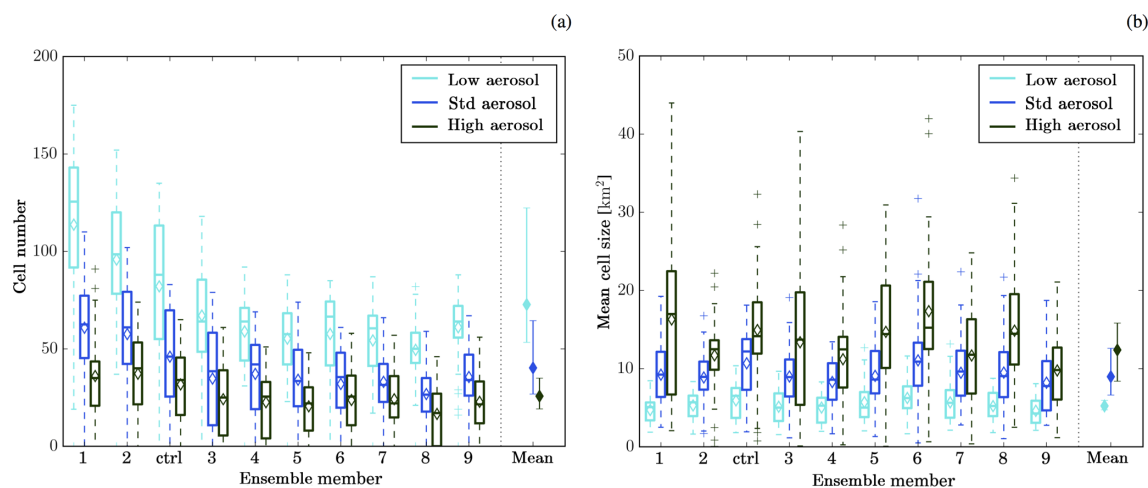 (a)
200
150
100
50
0
Cell number
Low aerosol
Std aerosol
High aerosol
1 2 ctrl 3 4 5 6 7 8 9 Mean
Ensemble member
(b)
50
40
30
20
10
0
Mean cell size [km²]
Low aerosol
Std aerosol
High aerosol
1 2 ctrl 3 4 5 6 7 8 9 Mean
Ensemble member